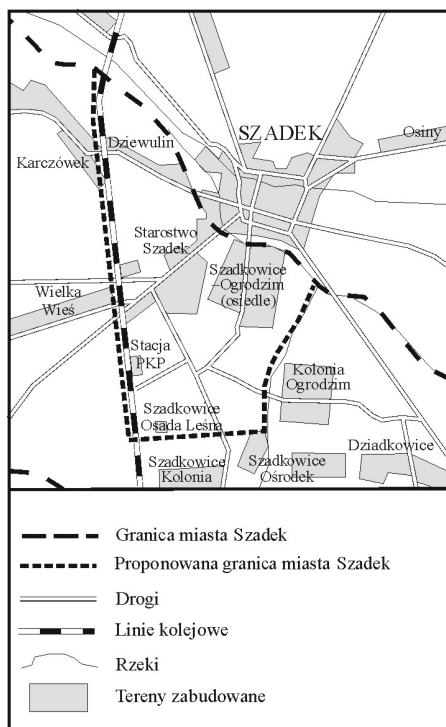 SZADEK
Osiny
Dziewulin
Karczówek
Starostwo
Szadek
Szadkowice
–Ogrodzim
(osiedle)
Wielka
Wieś
Stacja
PKP
Kolonia
Ogrodzim
Szadkowice
Osada Leśna
Dziadkowice
Szadkowice
Kolonia
Szadkowice
Ośrodek
Granica miasta Szadek
Proponowana granica miasta Szadek
Drogi
Linie kolejowe
Rzeki
Tereny zabudowane